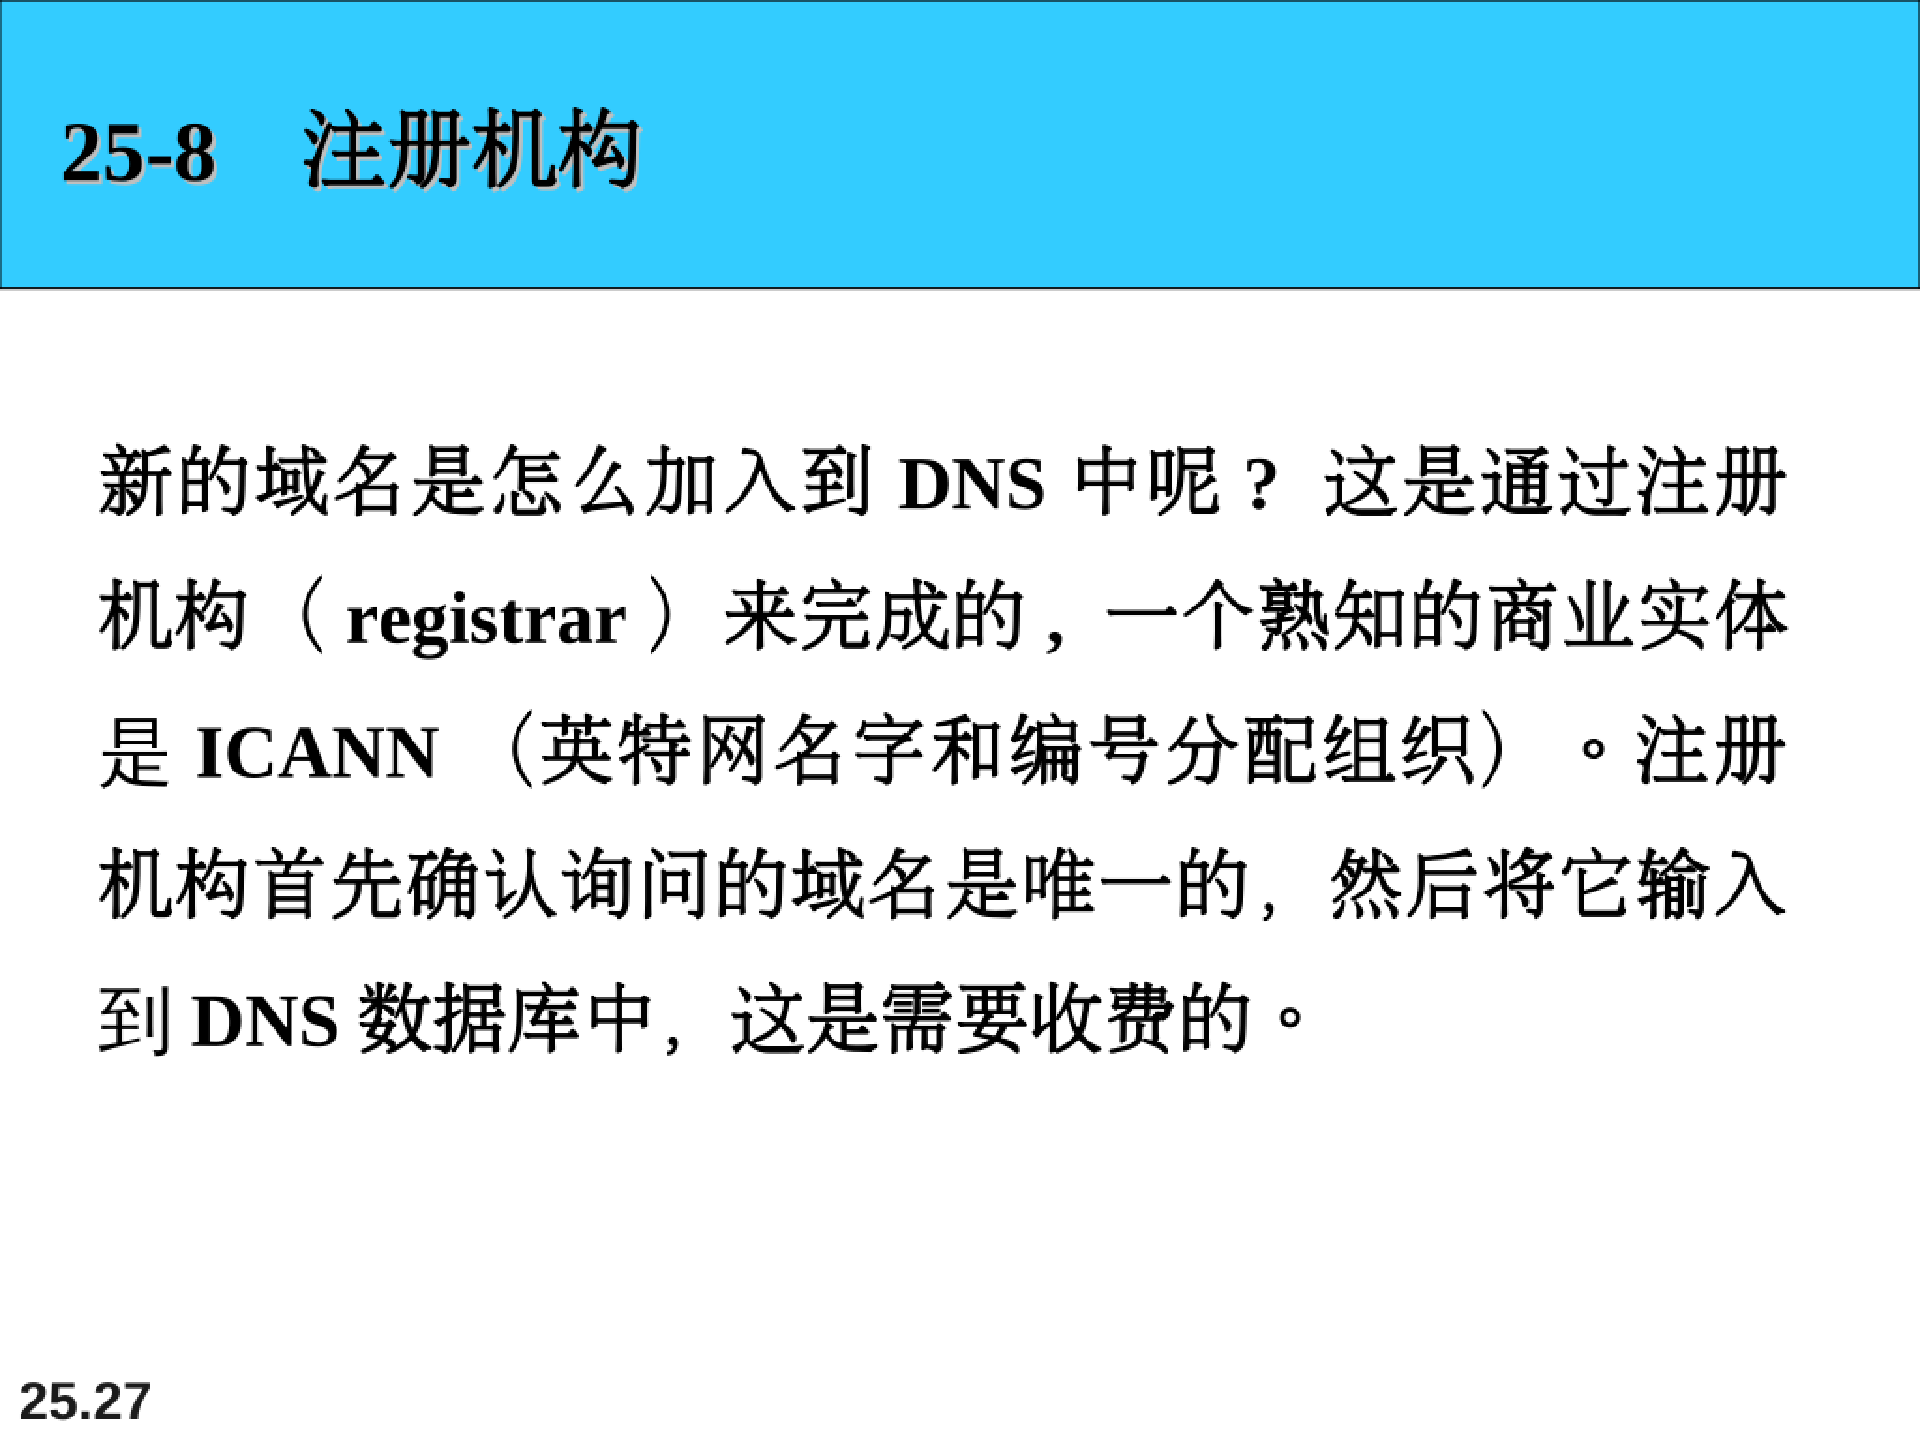 25-8 注册机构
新的域名是怎么加入到 DNS 中呢？这是通过注册
机构（registrar）来完成的，一个熟知的商业实体
是 ICANN （英特网名字和编号分配组织）。注册
机构首先确认询问的域名是唯一的，然后将它输入
到 DNS 数据库中，这是需要收费的。
25.27